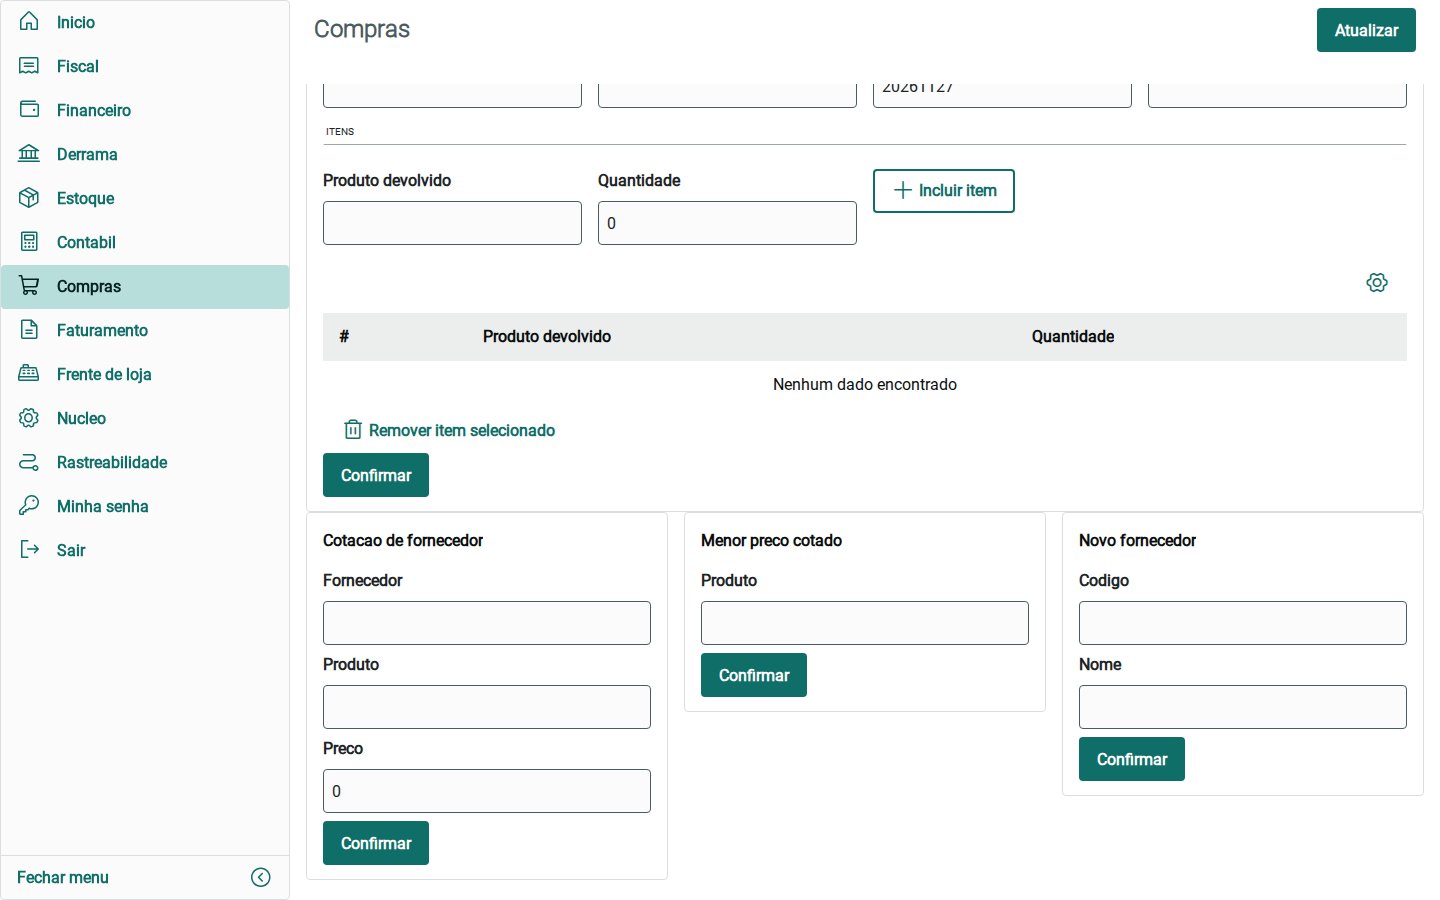 Inicio
Fiscal
Financeiro
Derrama
Estoque
Contabil
Compras
Faturamento
Frente de loja
Nucleo
Rastreabilidade
Minha senha
Sair
Fechar menu
Compras
Atualizar
20261127
ITENS
Produto devolvido
Quantidade
0
Incluir item
# Produto devolvido Quantidade
Nenhum dado encontrado
Remover item selecionado
Confirmar
Cotacao de fornecedor
Fornecedor
Produto
Preco
0
Confirmar
Menor preco cotado
Produto
Confirmar
Novo fornecedor
Codigo
Nome
Confirmar